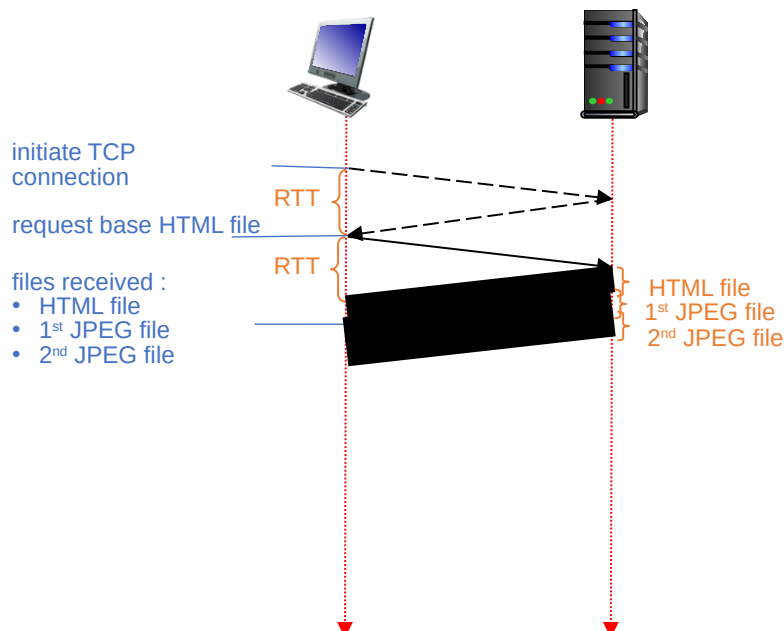 initiate TCP
connection
RTT
request base HTML file
RTT
files received :
• HTML file
• 1st JPEG file
• 2nd JPEG file
HTML file
1st JPEG file
2nd JPEG file